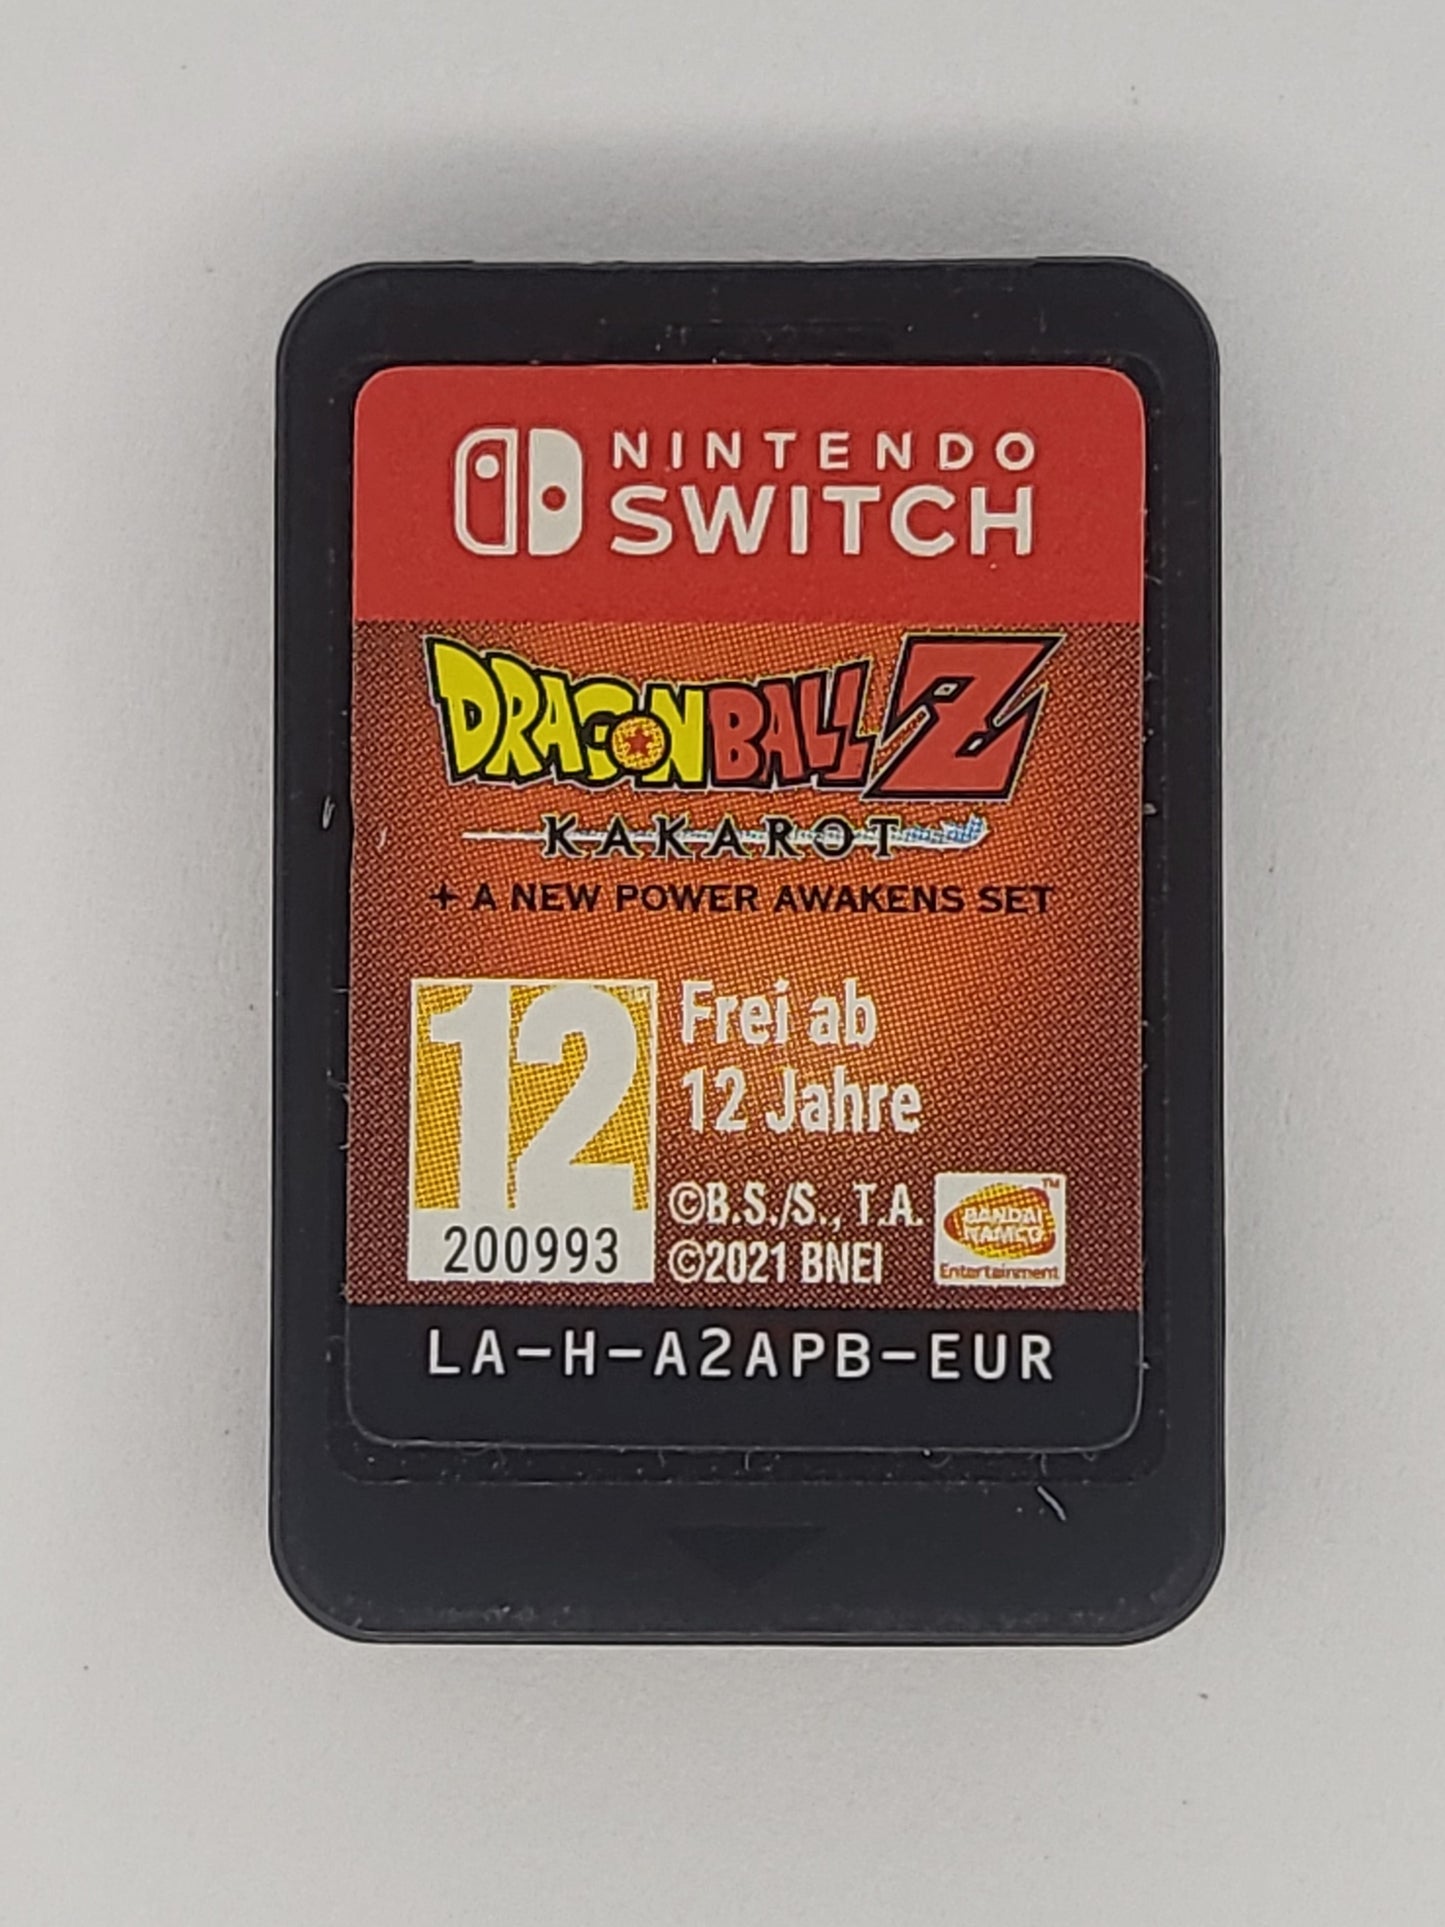 NINTENDO
SWITCH
DRAGONBALL Z
KAKAROT
+ A NEW POWER AWAKENS SET
12
Frei ab
12 Jahre
200993
©B.S./S., T.A.
©2021 BNEI
BANDAI
NAMCO
Entertainment
TM
LA-H-A2APB-EUR